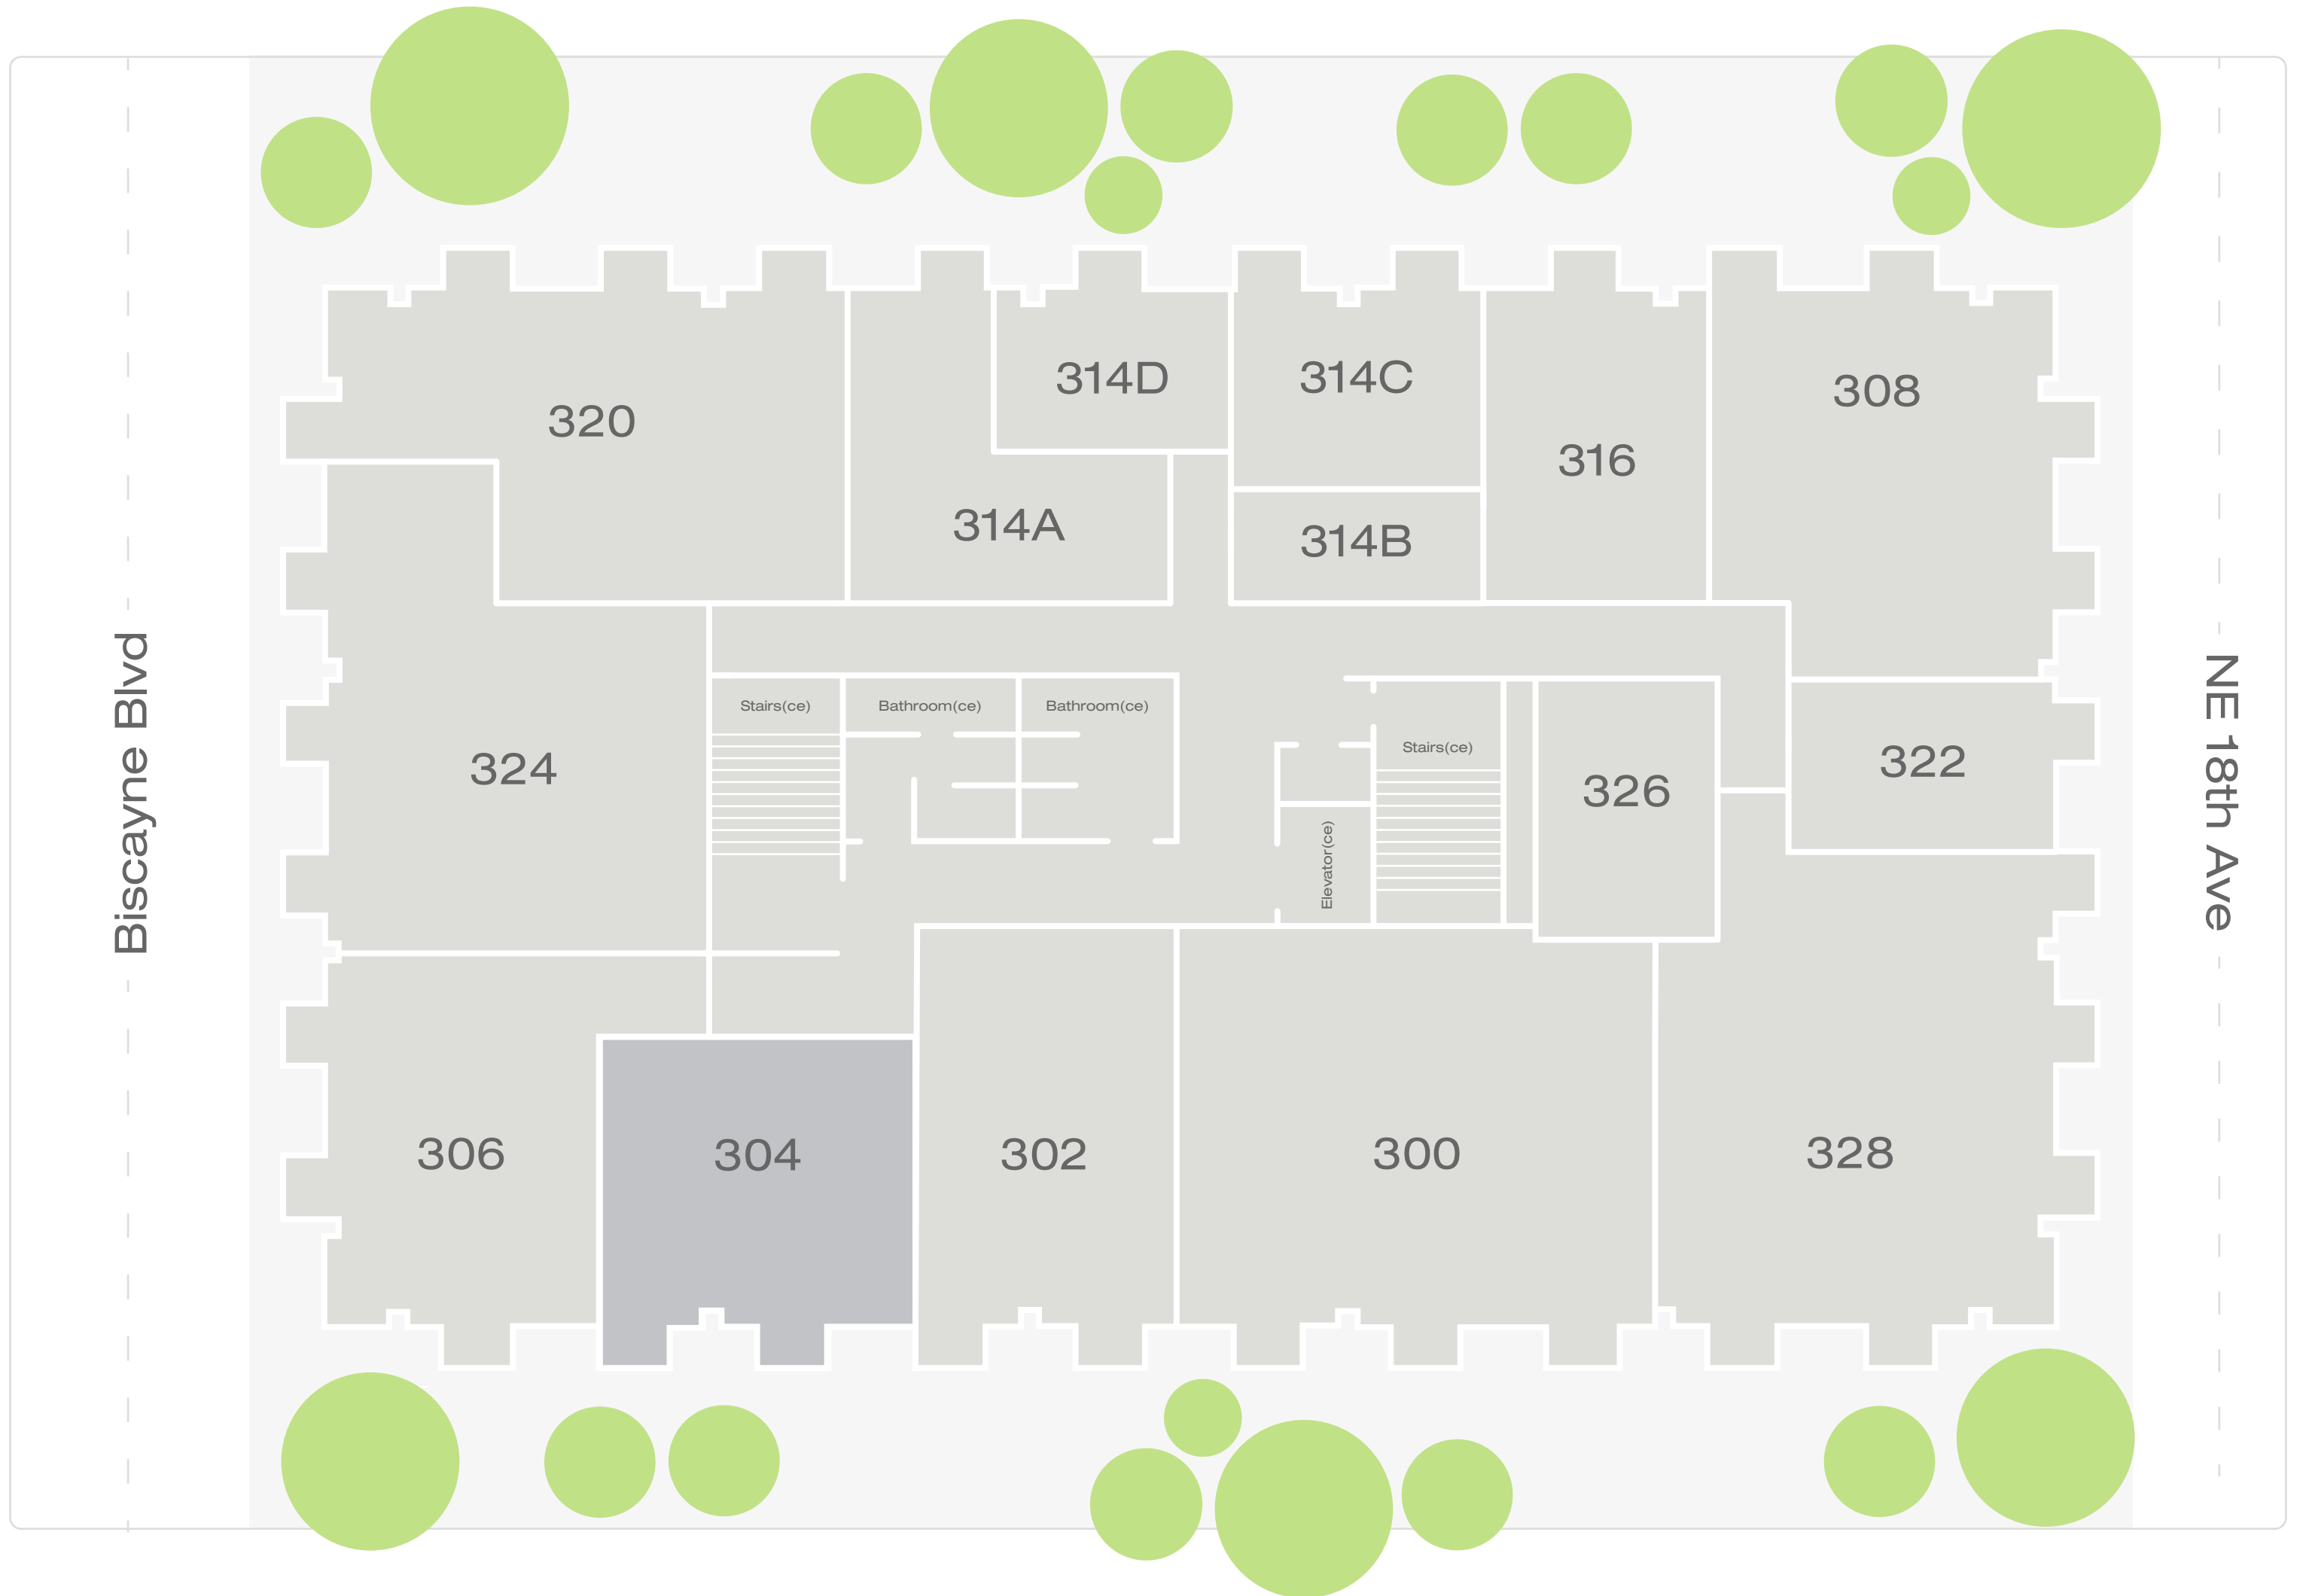 314D
314C
308
320
316
314A
314B
Biscayne Blvd
NE 18th Ave
Stairs(ce)
Bathroom(ce)
Bathroom(ce)
Stairs(ce)
324
326
322
Elevator(ce)
306
304
302
300
328